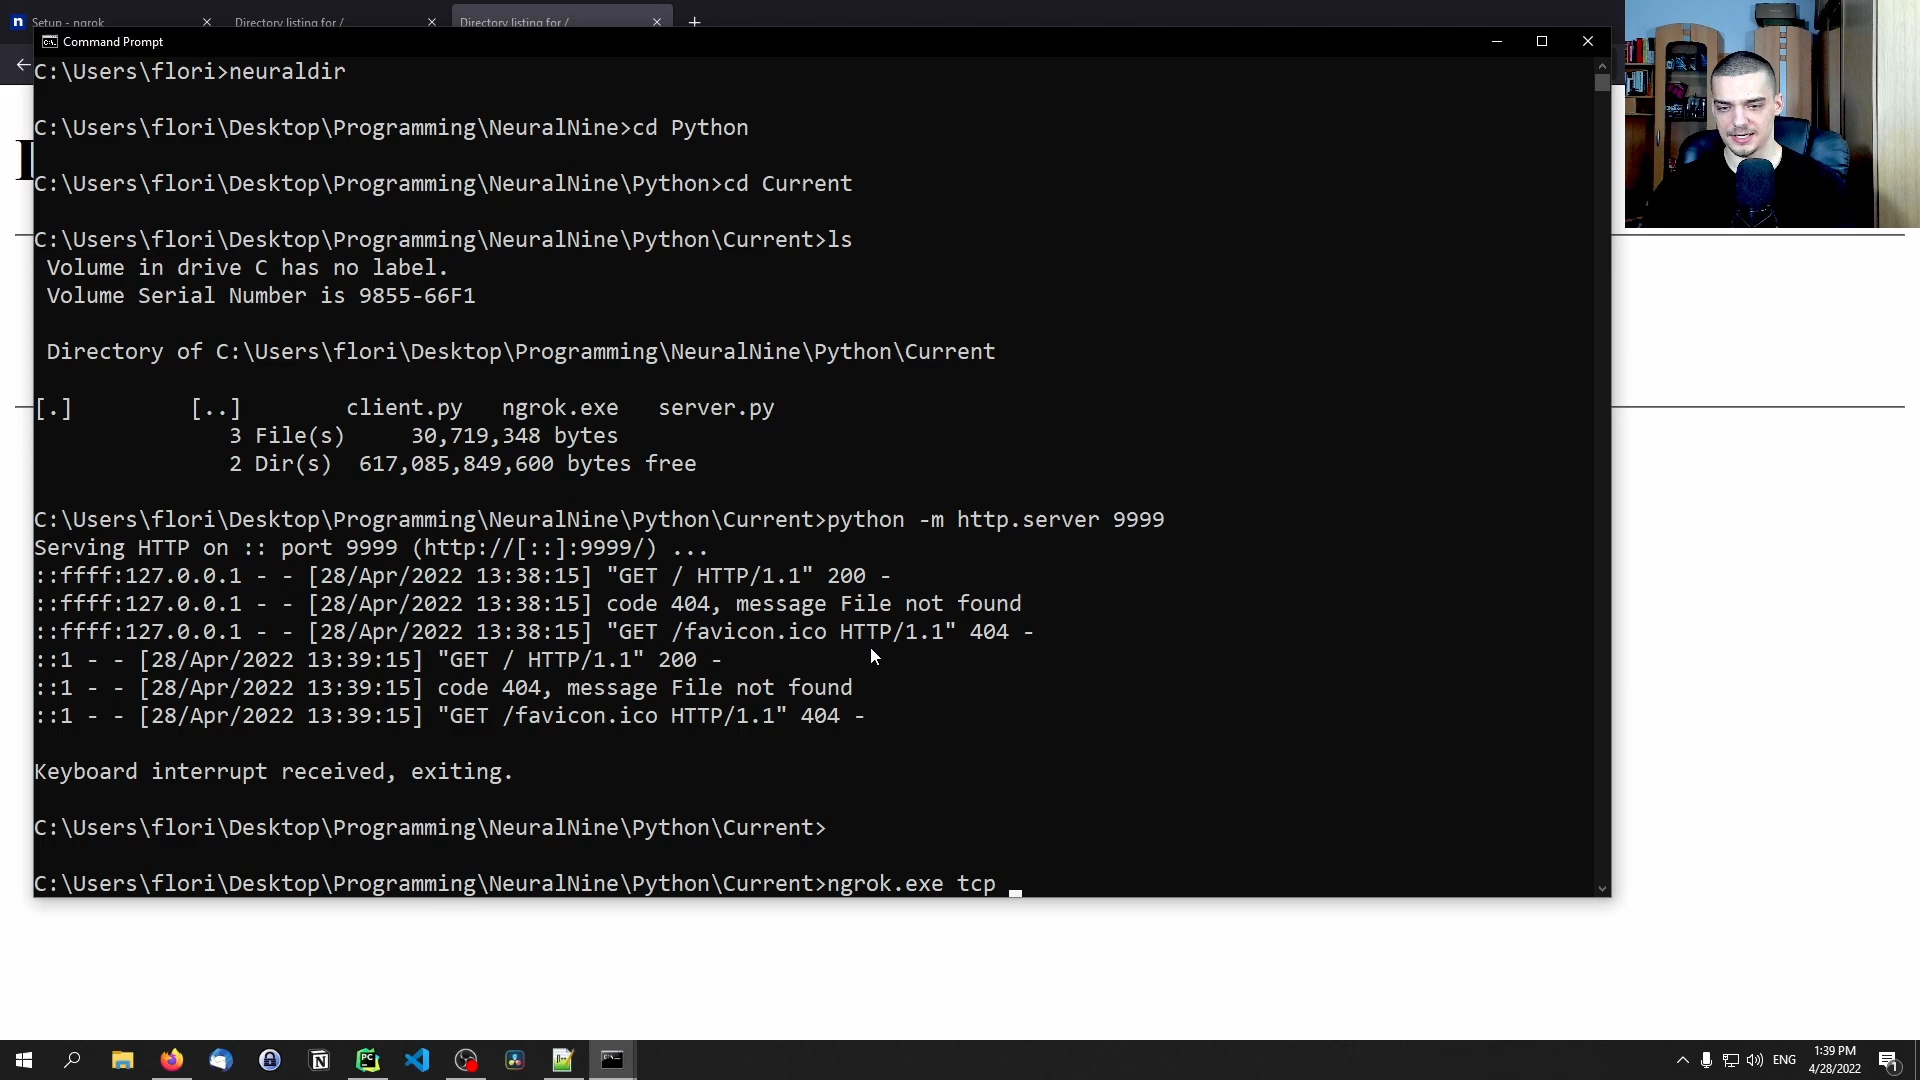 Setup - ngrok
Directory listing for /
Directory listing for /
Command Prompt
C:\Users\flori>neuraldir
C:\Users\flori\Desktop\Programming\NeuralNine>cd Python
C:\Users\flori\Desktop\Programming\NeuralNine\Python>cd Current
C:\Users\flori\Desktop\Programming\NeuralNine\Python\Current>ls
Volume in drive C has no label.
Volume Serial Number is 9855-66F1
Directory of C:\Users\flori\Desktop\Programming\NeuralNine\Python\Current
[.] [..] client.py ngrok.exe server.py
3 File(s) 30,719,348 bytes
2 Dir(s) 617,085,849,600 bytes free
C:\Users\flori\Desktop\Programming\NeuralNine\Python\Current>python -m http.server 9999
Serving HTTP on :: port 9999 (http://[::]:9999/) ...
::ffff:127.0.0.1 - - [28/Apr/2022 13:38:15] "GET / HTTP/1.1" 200 -
::ffff:127.0.0.1 - - [28/Apr/2022 13:38:15] code 404, message File not found
::ffff:127.0.0.1 - - [28/Apr/2022 13:38:15] "GET /favicon.ico HTTP/1.1" 404 -
::1 - - [28/Apr/2022 13:39:15] "GET / HTTP/1.1" 200 -
::1 - - [28/Apr/2022 13:39:15] code 404, message File not found
::1 - - [28/Apr/2022 13:39:15] "GET /favicon.ico HTTP/1.1" 404 -
Keyboard interrupt received, exiting.
C:\Users\flori\Desktop\Programming\NeuralNine\Python\Current>
C:\Users\flori\Desktop\Programming\NeuralNine\Python\Current>ngrok.exe tcp
ENG
1:39 PM
4/28/2022
1